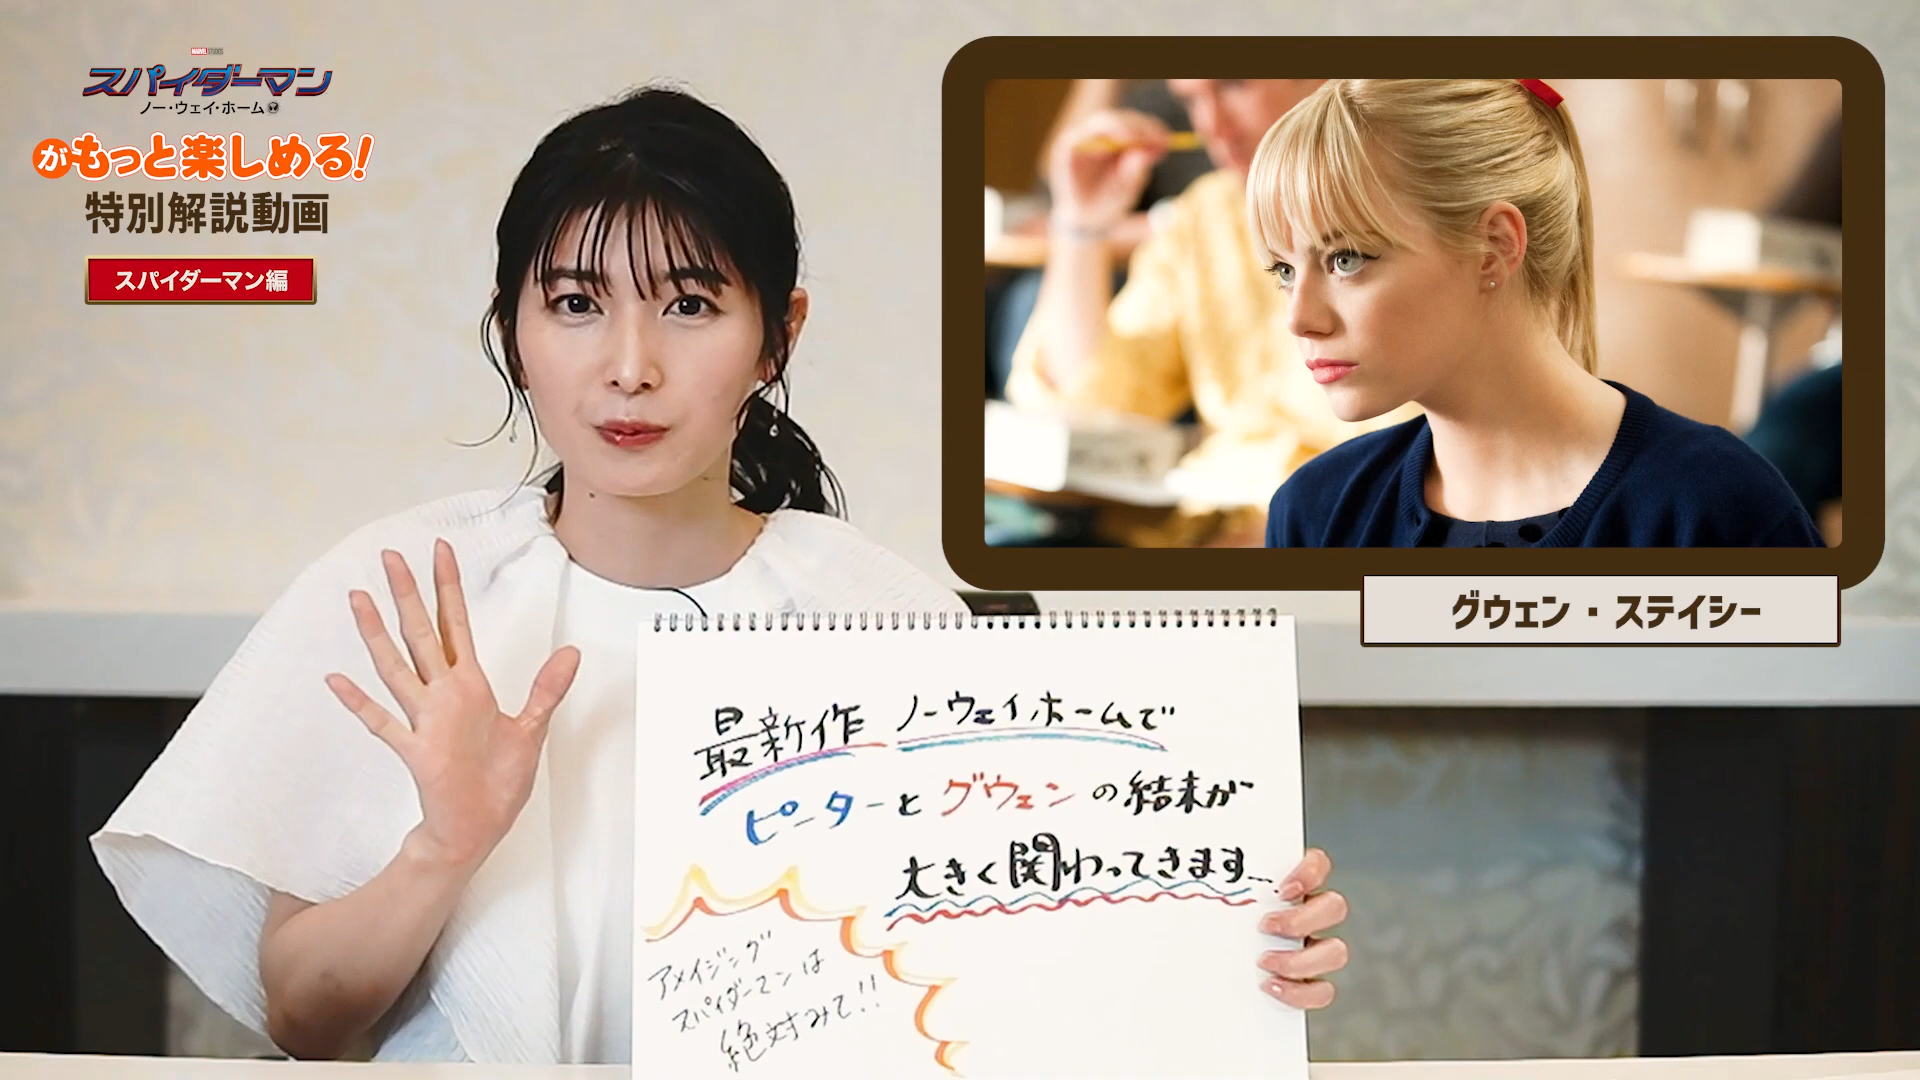 MARVEL STUDIOS
スパイダーマン
ノー・ウェイ・ホーム
がもっと楽しめる!
特別解説動画
スパイダーマン編
グウェン・ステイシー
最新作 ノーウェイホームで
ピーターとグウェンの結末が
大きく関わってきます...
アメイジング
スパイダーマンは
絶対みて!!